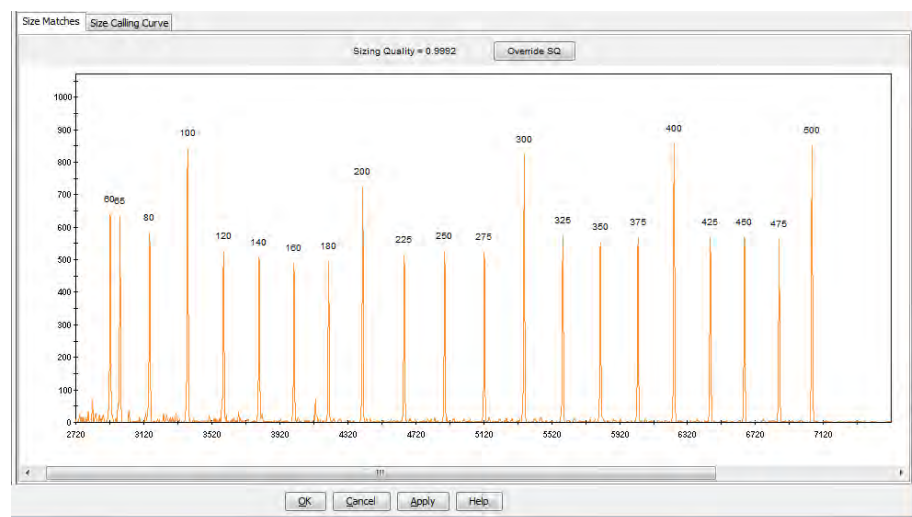 Size Matches Size Calling Curve
Sizing Quality = 0.9992 Override SQ
1000
900
800
700
600
500
400
300
200
100
0
60 65 80 100 120 140 160 180 200 225 250 275 300 325 350 375 400 425 450 475 500
2720 3120 3520 3920 4320 4720 5120 5520 5920 6320 6720 7120
OK Cancel Apply Help